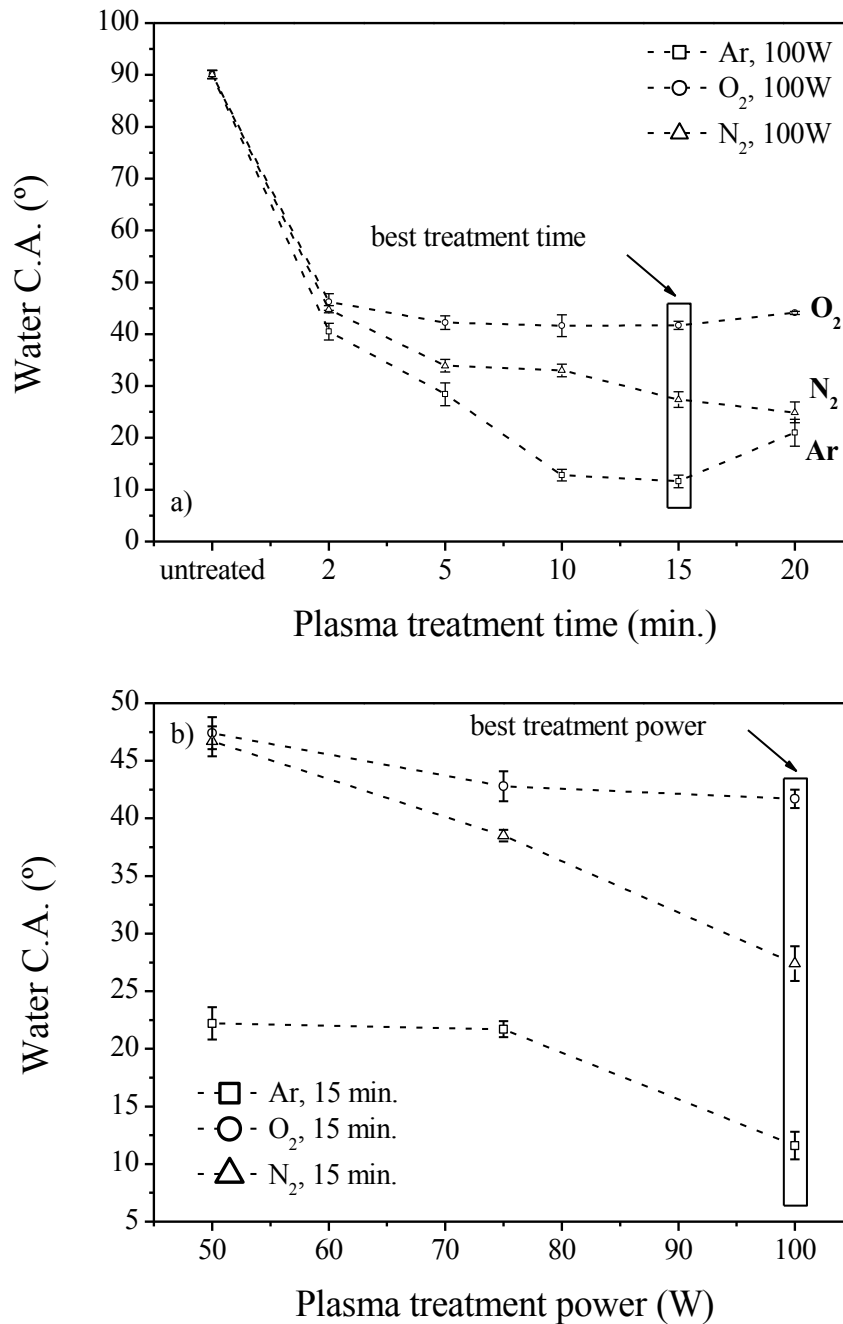 100
90
80
70
60
50
40
30
20
10
0
Water C.A. (º)
Ar, 100W
O₂, 100W
N₂, 100W
best treatment time
O₂
N₂
Ar
a)
untreated 2 5 10 15 20
Plasma treatment time (min.)
50
45
40
35
30
25
20
15
10
5
Water C.A. (º)
b)
best treatment power
Ar, 15 min.
O₂, 15 min.
N₂, 15 min.
50 60 70 80 90 100
Plasma treatment power (W)